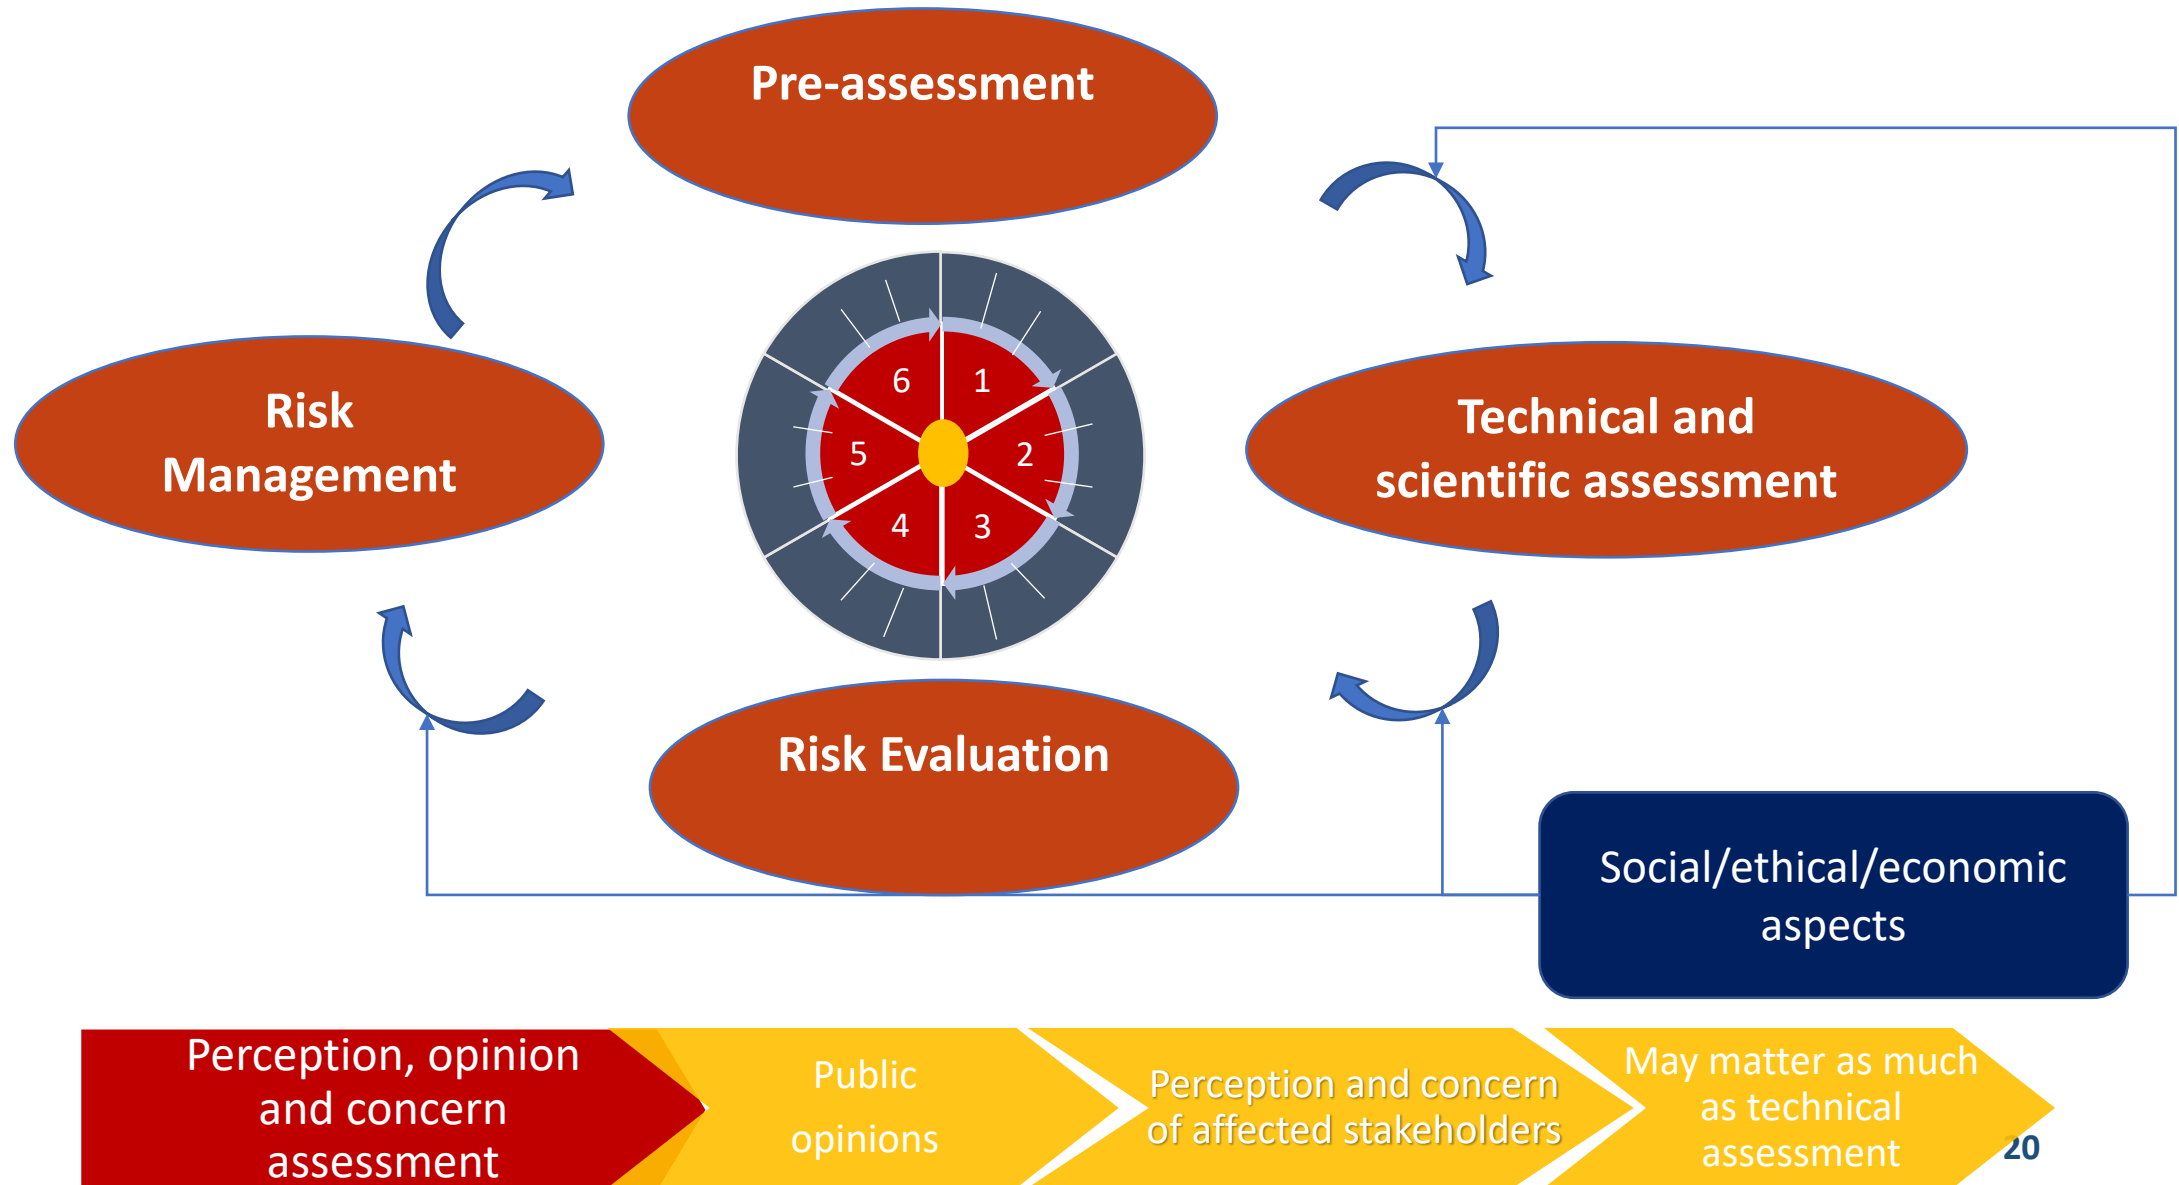 Pre-assessment
Risk
Management
Technical and
scientific assessment
6
1
5
2
4
3
Risk Evaluation
Social/ethical/economic
aspects
Perception, opinion
and concern
assessment
Public
opinions
Perception and concern
of affected stakeholders
May matter as much
as technical
assessment
20